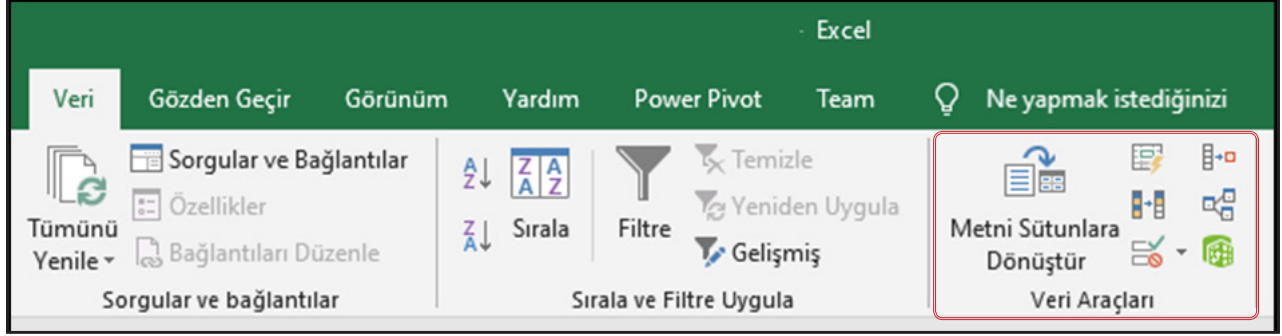 - Excel
Veri Gözden Geçir Görünüm Yardım Power Pivot Team Ne yapmak istediğinizi
Tümünü
Yenile
Sorgular ve Bağlantılar
Özellikler
Bağlantıları Düzenle
Sorgular ve bağlantılar
Sırala
Filtre
Temizle
Yeniden Uygula
Gelişmiş
Sırala ve Filtre Uygula
Metni Sütunlara
Dönüştür
Veri Araçları